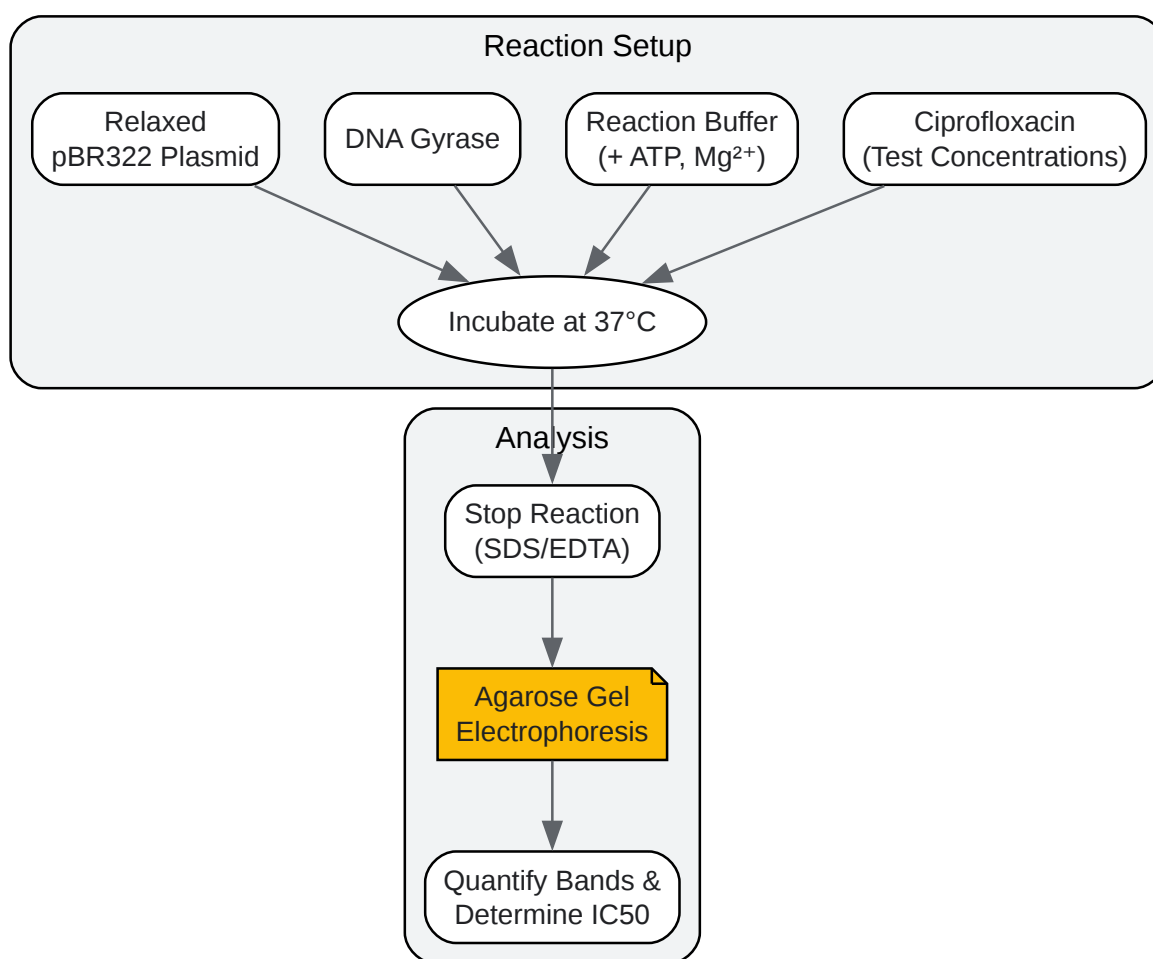 Reaction Setup
Relaxed
pBR322 Plasmid
DNA Gyrase
Reaction Buffer
(+ ATP, Mg²⁺)
Ciprofloxacin
(Test Concentrations)
Incubate at 37°C
Analysis
Stop Reaction
(SDS/EDTA)
Agarose Gel
Electrophoresis
Quantify Bands &
Determine IC50